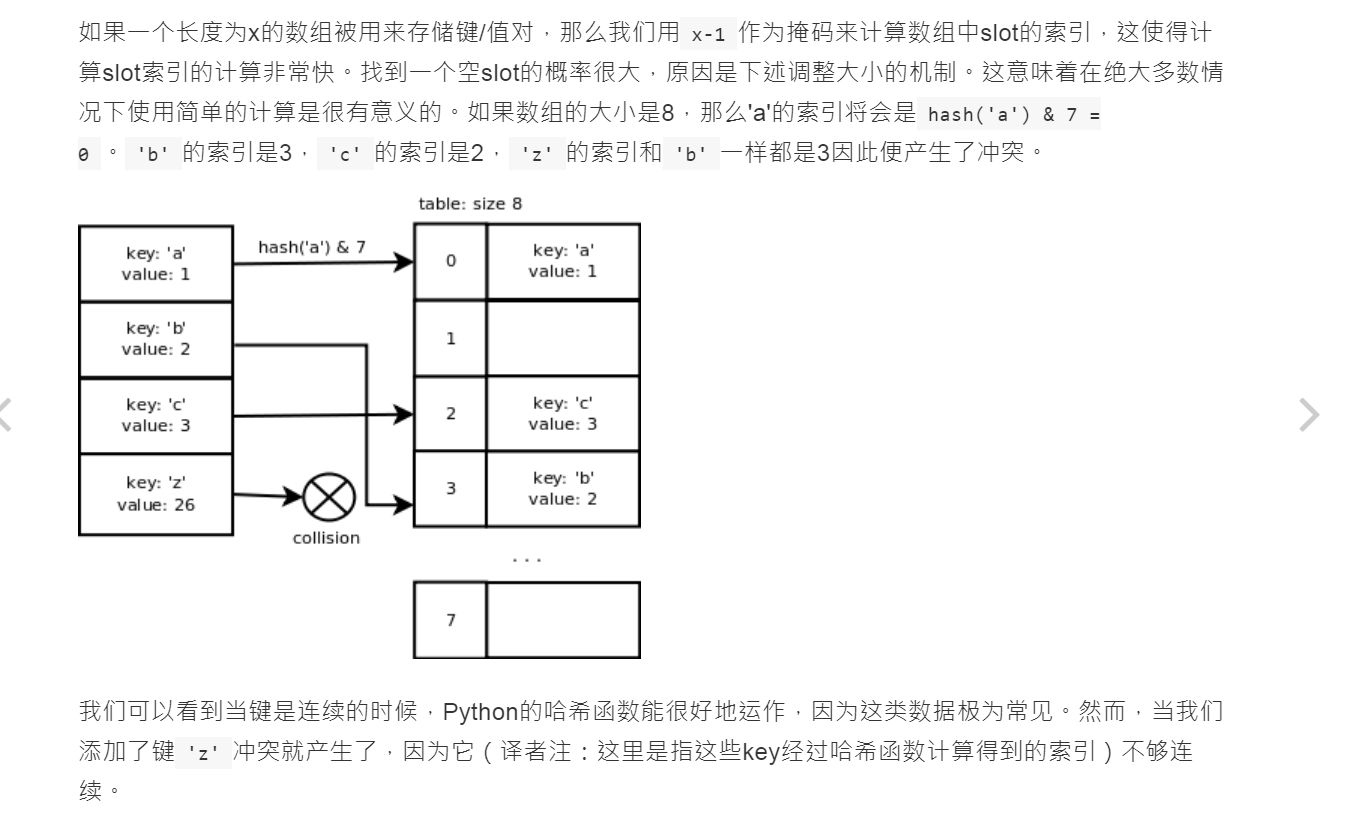 如果一个长度为x的数组被用来存储键/值对，那么我们用 x-1 作为掩码来计算数组中slot的索引，这使得计
算slot索引的计算非常快。找到一个空slot的概率很大，原因是下述调整大小的机制。这意味着在绝大多数情
况下使用简单的计算是很有意义的。如果数组的大小是8，那么'a'的索引将会是 hash('a') & 7 =
0 。 'b' 的索引是3， 'c' 的索引是2， 'z' 的索引和 'b' 一样都是3因此便产生了冲突。
table: size 8
key: 'a'
value: 1
hash('a') & 7
0
key: 'a'
value: 1
key: 'b'
value: 2
1
key: 'c'
value: 3
2
key: 'c'
value: 3
key: 'z'
value: 26
collision
3
key: 'b'
value: 2
...
7
我们可以看到当键是连续的时候，Python的哈希函数能很好地运作，因为这类数据极为常见。然而，当我们
添加了键 'z' 冲突就产生了，因为它（译者注：这里是指这些key经过哈希函数计算得到的索引）不够连
续。